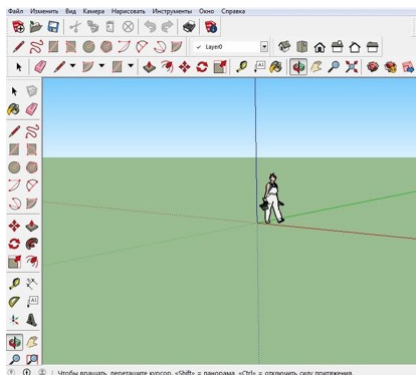 Файл Изменить Вид Камера Нарисовать Инструменты Окно Справка
Layer0
Чтобы вращать, перетащите курсор. «Shift» = панорама, «Ctrl» = отключить силу притяжения.